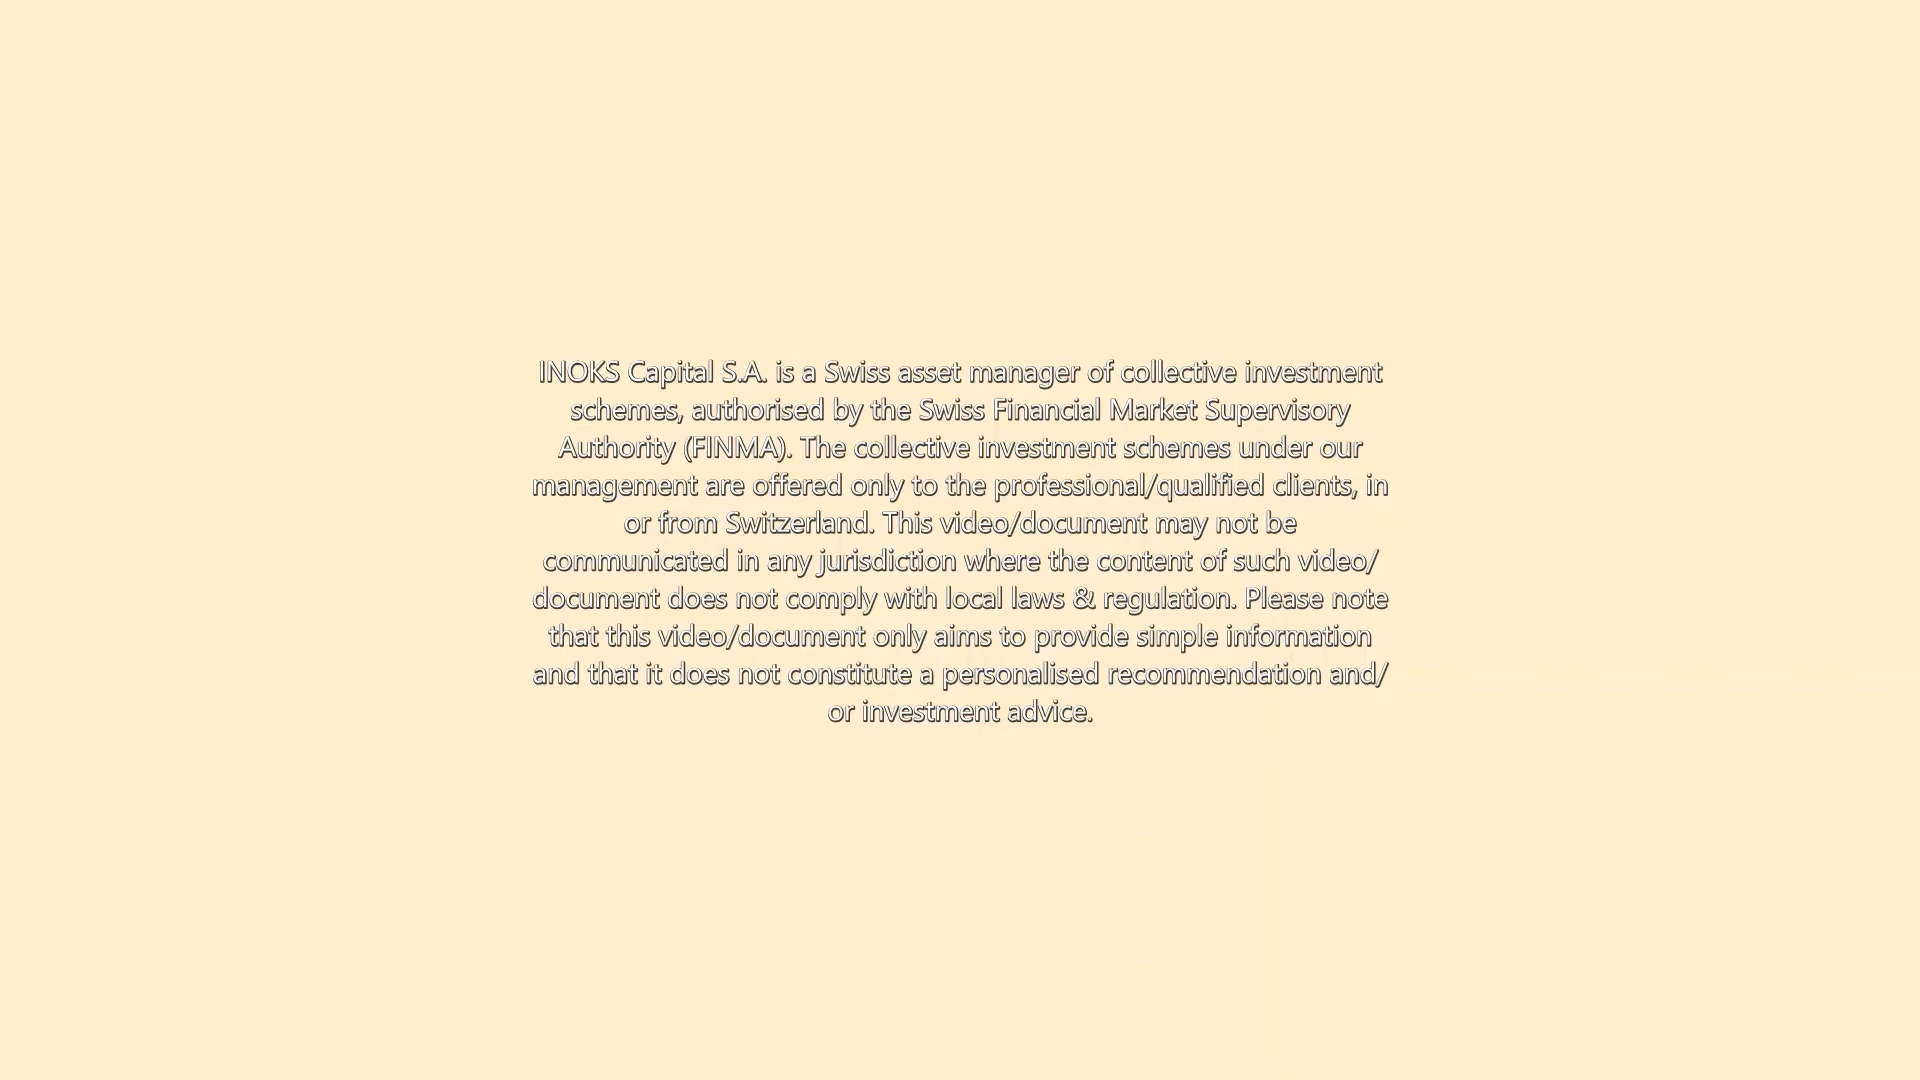 INOKS Capital S.A. is a Swiss asset manager of collective investment
schemes, authorised by the Swiss Financial Market Supervisory
Authority (FINMA). The collective investment schemes under our
management are offered only to the professional/qualified clients, in
or from Switzerland. This video/document may not be
communicated in any jurisdiction where the content of such video/
document does not comply with local laws & regulation. Please note
that this video/document only aims to provide simple information
and that it does not constitute a personalised recommendation and/
or investment advice.